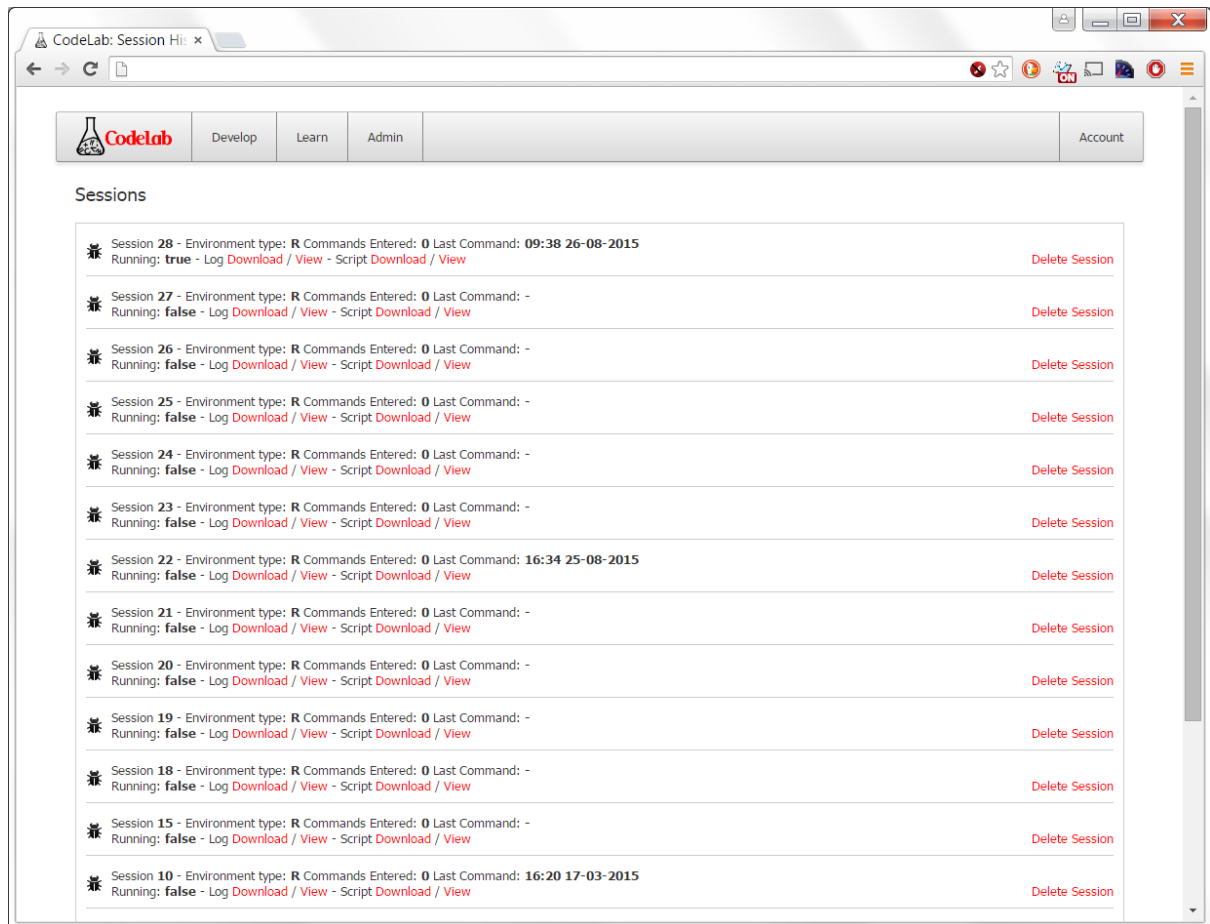 CodeLab: Session His
ON
CodeLab Develop Learn Admin Account
Sessions
Session 28 - Environment type: R Commands Entered: 0 Last Command: 09:38 26-08-2015
Running: true - Log Download / View - Script Download / View Delete Session
Session 27 - Environment type: R Commands Entered: 0 Last Command: -
Running: false - Log Download / View - Script Download / View Delete Session
Session 26 - Environment type: R Commands Entered: 0 Last Command: -
Running: false - Log Download / View - Script Download / View Delete Session
Session 25 - Environment type: R Commands Entered: 0 Last Command: -
Running: false - Log Download / View - Script Download / View Delete Session
Session 24 - Environment type: R Commands Entered: 0 Last Command: -
Running: false - Log Download / View - Script Download / View Delete Session
Session 23 - Environment type: R Commands Entered: 0 Last Command: -
Running: false - Log Download / View - Script Download / View Delete Session
Session 22 - Environment type: R Commands Entered: 0 Last Command: 16:34 25-08-2015
Running: false - Log Download / View - Script Download / View Delete Session
Session 21 - Environment type: R Commands Entered: 0 Last Command: -
Running: false - Log Download / View - Script Download / View Delete Session
Session 20 - Environment type: R Commands Entered: 0 Last Command: -
Running: false - Log Download / View - Script Download / View Delete Session
Session 19 - Environment type: R Commands Entered: 0 Last Command: -
Running: false - Log Download / View - Script Download / View Delete Session
Session 18 - Environment type: R Commands Entered: 0 Last Command: -
Running: false - Log Download / View - Script Download / View Delete Session
Session 15 - Environment type: R Commands Entered: 0 Last Command: -
Running: false - Log Download / View - Script Download / View Delete Session
Session 10 - Environment type: R Commands Entered: 0 Last Command: 16:20 17-03-2015
Running: false - Log Download / View - Script Download / View Delete Session